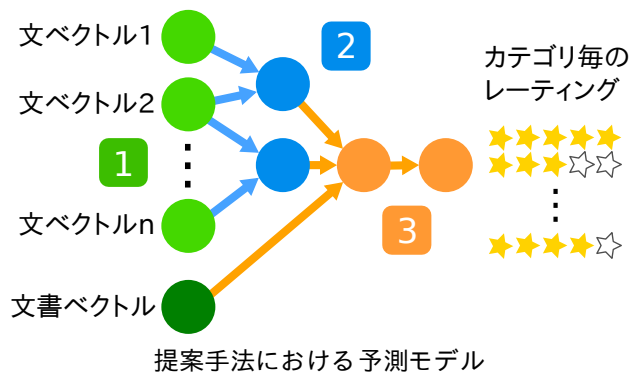 文ベクトル1
2
カテゴリ毎の
レーティング
文ベクトル2
1
文ベクトルn
3
文書ベクトル
提案手法における予測モデル